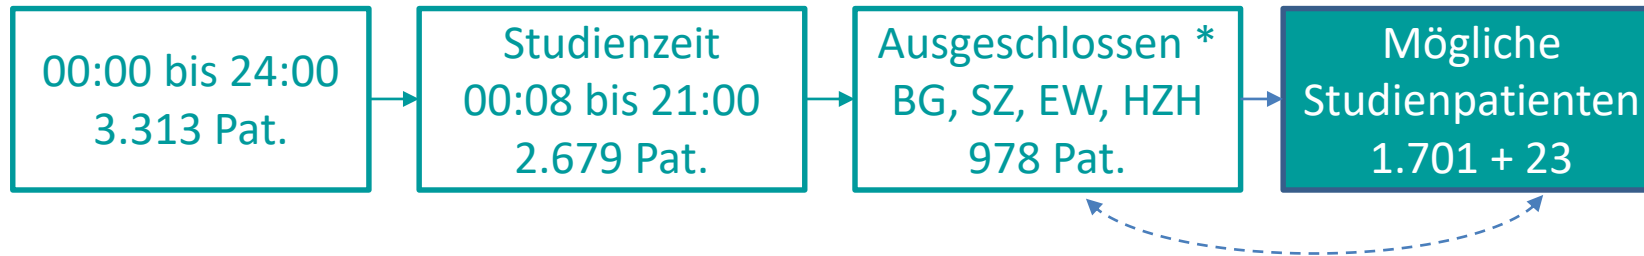 00:00 bis 24:00
3.313 Pat.
Studienzeit
00:08 bis 21:00
2.679 Pat.
Ausgeschlossen *
BG, SZ, EW, HZH
978 Pat.
Mögliche
Studienpatienten
1.701 + 23